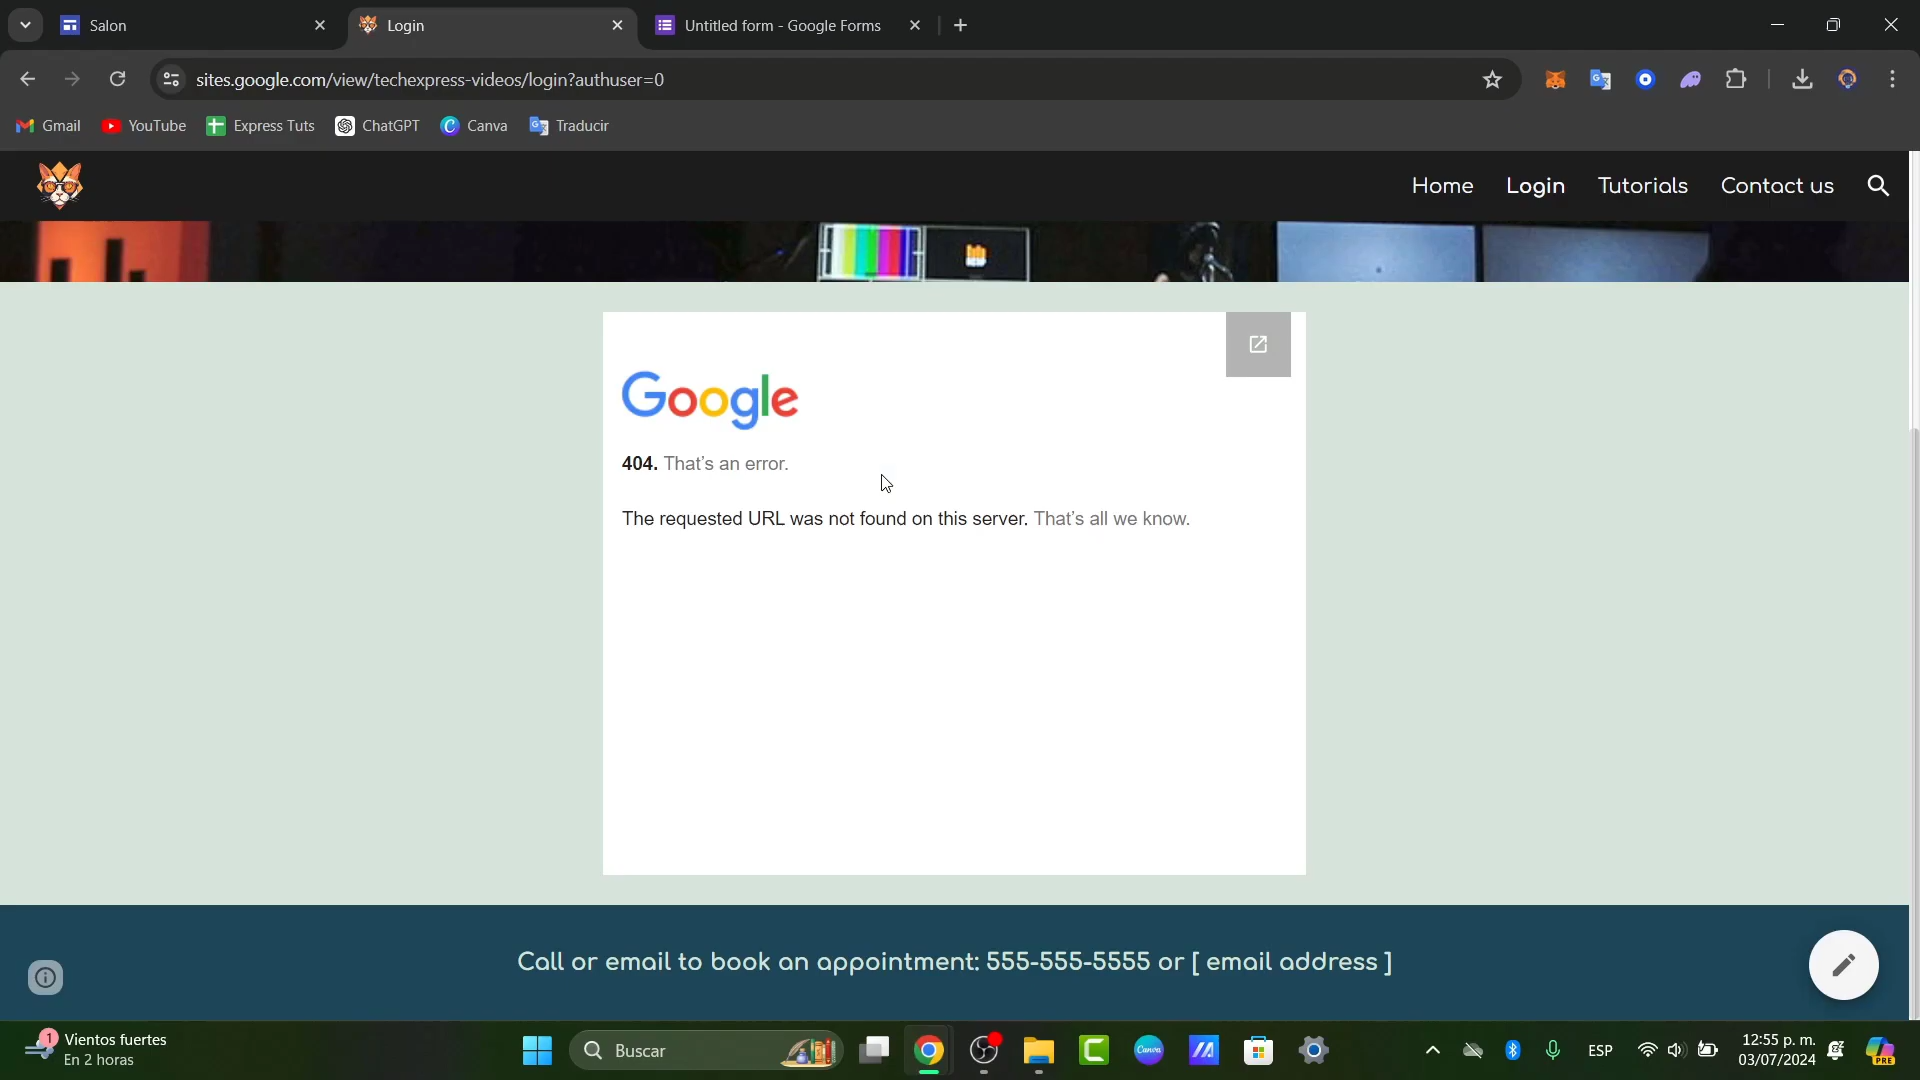 Salon
Login
Untitled form - Google Forms
sites.google.com/view/techexpress-videos/login?authuser=0
Gmail
YouTube
Express Tuts
ChatGPT
Canva
Traducir
Home
Login
Tutorials
Contact us
Google
404. That's an error.
The requested URL was not found on this server. That's all we know.
Call or email to book an appointment: 555-555-5555 or [ email address ]
1
Vientos fuertes
En 2 horas
Buscar
Canva
ESP
12:55 p. m.
03/07/2024
PRE